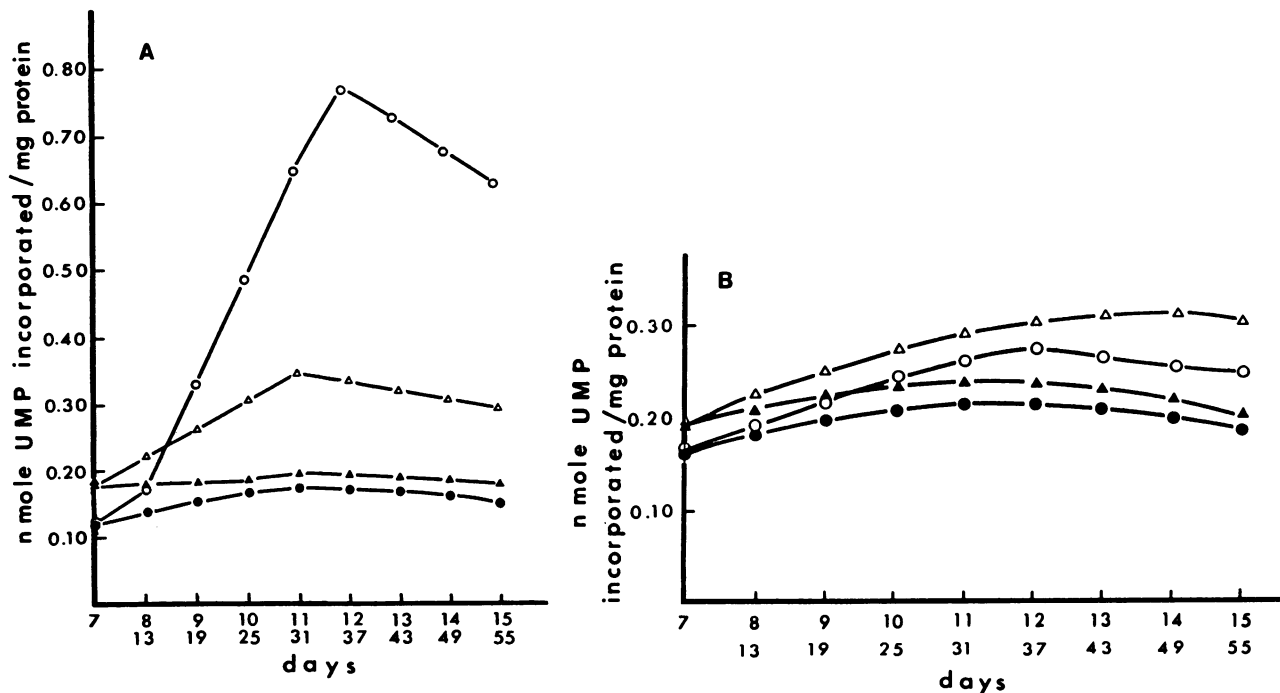 A
nmole UMP incorporated/mg protein
0.80
0.70
0.60
0.50
0.40
0.30
0.20
0.10
7 8 9 10 11 12 13 14 15
13 19 25 31 37 43 49 55
days
B
nmole UMP
incorporated/mg protein
0.30
0.20
0.10
7 8 9 10 11 12 13 14 15
13 19 25 31 37 43 49 55
days